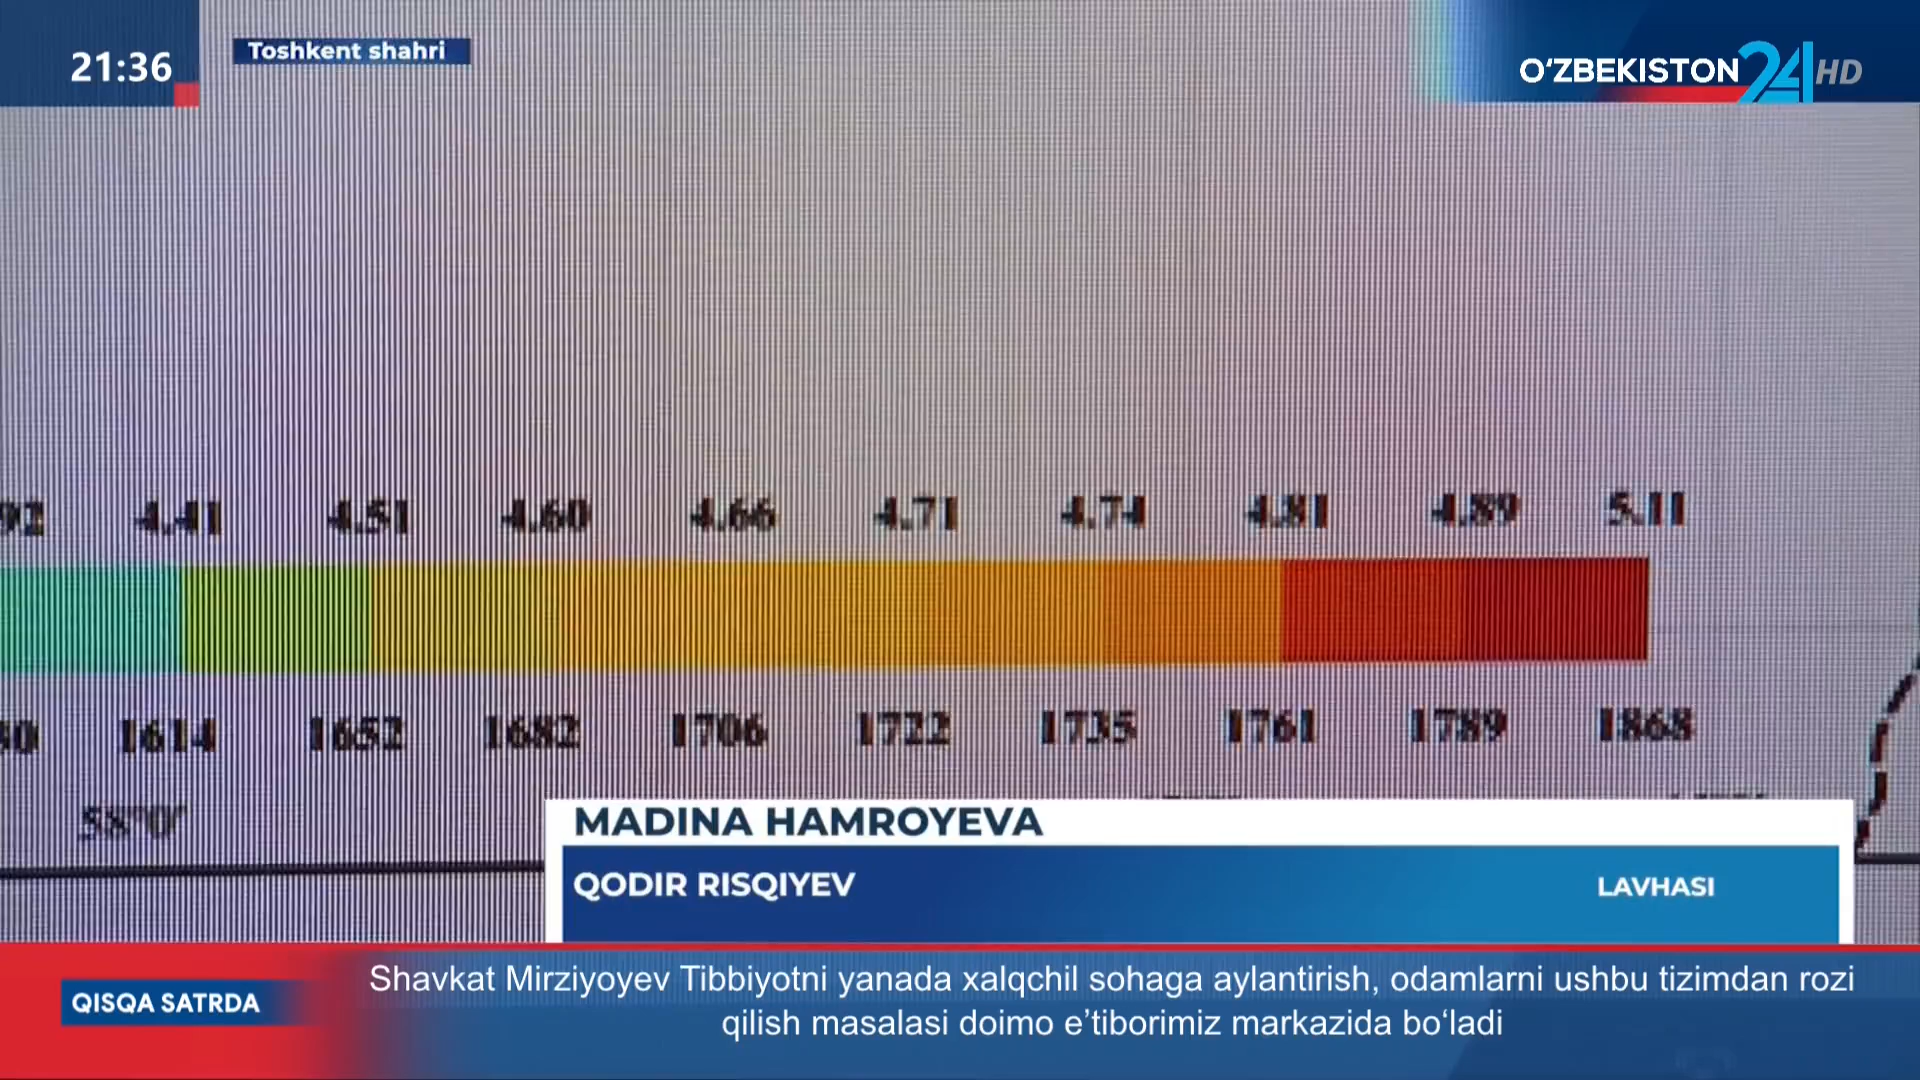 21:36
Toshkent shahri
O‘ZBEKISTON 24 HD
92 4.41 4.51 4.60 4.66 4.71 4.74 4.81 4.89 5.11
1614 1652 1682 1706 1722 1735 1761 1789 1868
58°0'
MADINA HAMROYEVA
QODIR RISQIYEV LAVHASI
QISQA SATRDA
Shavkat Mirziyoyev Tibbiyotni yanada xalqchil sohaga aylantirish, odamlarni ushbu tizimdan rozi
qilish masalasi doimo e’tiborimiz markazida bo‘ladi